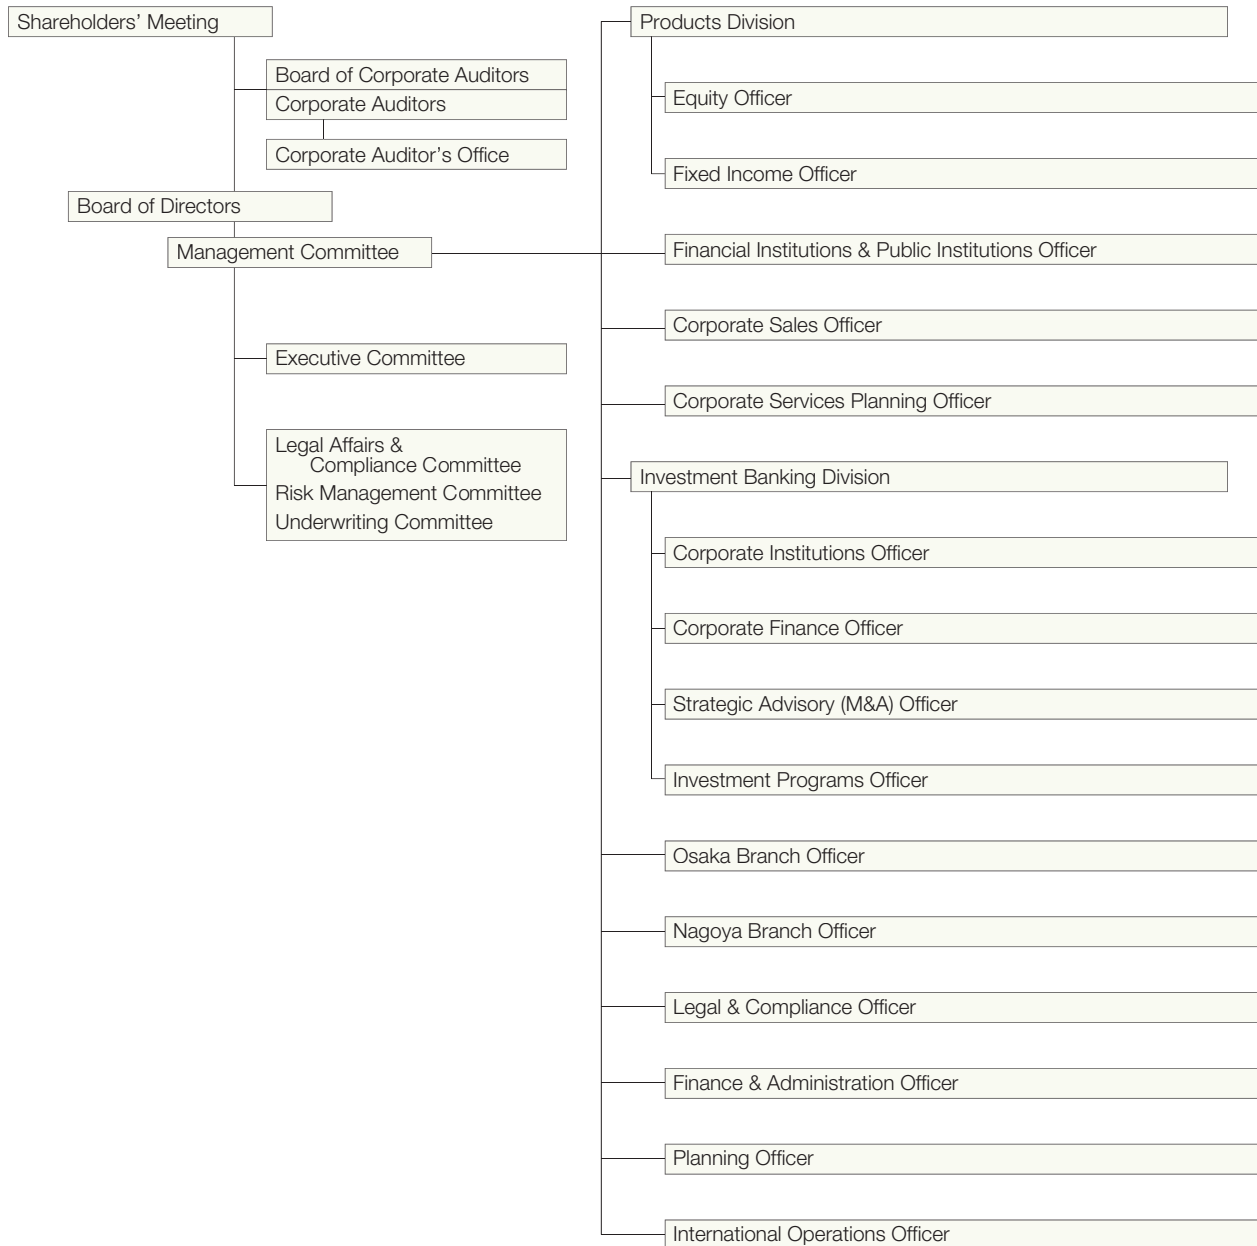 Shareholders’ Meeting
Board of Corporate Auditors
Corporate Auditors
Corporate Auditor’s Office
Board of Directors
Management Committee
Executive Committee
Legal Affairs &
Compliance Committee
Risk Management Committee
Underwriting Committee
Products Division
Equity Officer
Fixed Income Officer
Financial Institutions & Public Institutions Officer
Corporate Sales Officer
Corporate Services Planning Officer
Investment Banking Division
Corporate Institutions Officer
Corporate Finance Officer
Strategic Advisory (M&A) Officer
Investment Programs Officer
Osaka Branch Officer
Nagoya Branch Officer
Legal & Compliance Officer
Finance & Administration Officer
Planning Officer
International Operations Officer